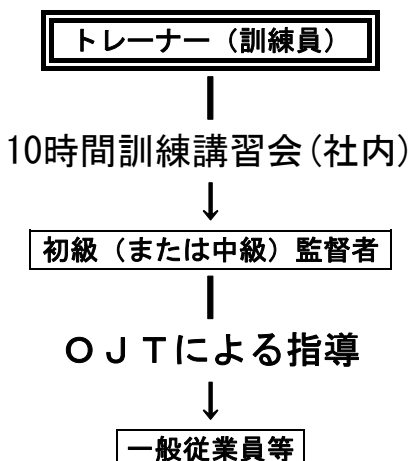 トレーナー（訓練員）
10時間訓練講習会(社内)
↓
初級（または中級）監督者
ＯＪＴによる指導
↓
一般従業員等